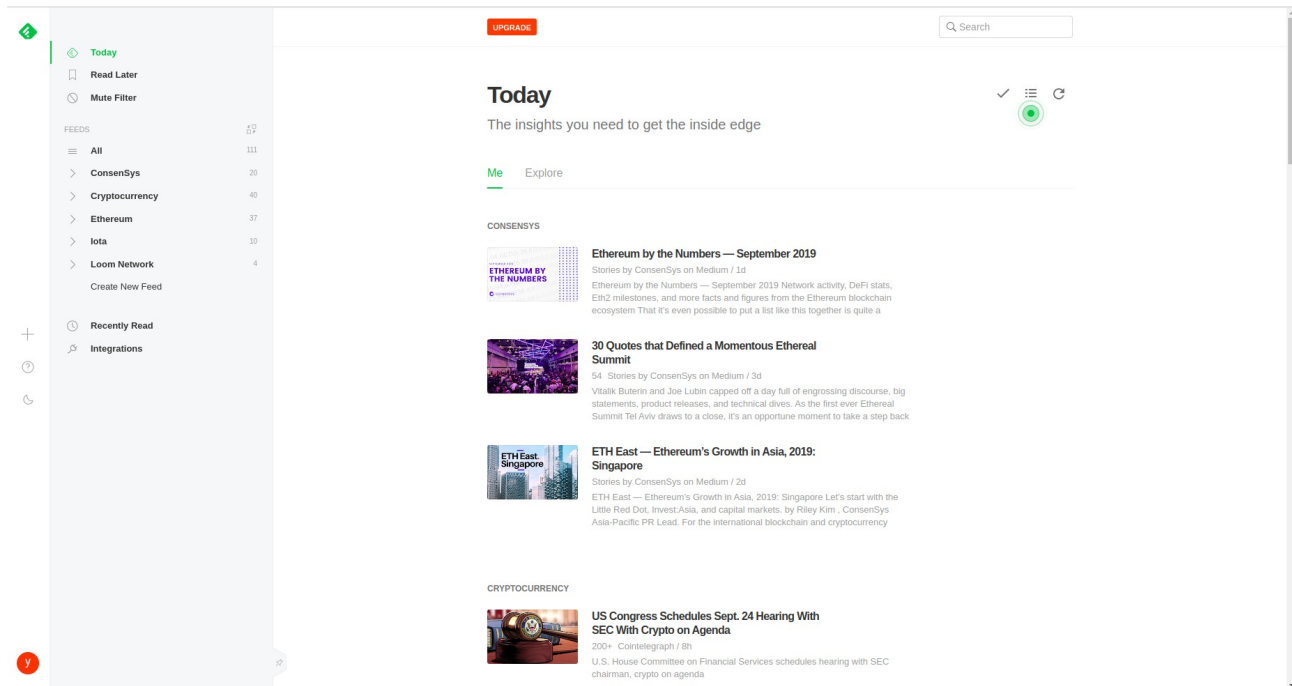 UPGRADE
Search
Today
Read Later
Mute Filter
FEEDS
All 111
ConsenSys 20
Cryptocurrency 40
Ethereum 37
Iota 10
Loom Network 4
Create New Feed
Recently Read
Integrations
y
Today
The insights you need to get the inside edge
Me Explore
CONSENSYS
ETHEREUM BY
THE NUMBERS
Ethereum by the Numbers — September 2019
Stories by ConsenSys on Medium / 1d
Ethereum by the Numbers — September 2019 Network activity, DeFi stats,
Eth2 milestones, and more facts and figures from the Ethereum blockchain
ecosystem That it's even possible to put a list like this together is quite a
30 Quotes that Defined a Momentous Ethereal
Summit
54 Stories by ConsenSys on Medium / 3d
Vitalik Buterin and Joe Lubin capped off a day full of engrossing discourse, big
statements, product releases, and technical dives. As the first ever Ethereal
Summit Tel Aviv draws to a close, it's an opportune moment to take a step back
ETH East.
Singapore
ETH East — Ethereum's Growth in Asia, 2019:
Singapore
Stories by ConsenSys on Medium / 2d
ETH East — Ethereum's Growth in Asia, 2019: Singapore Let's start with the
Little Red Dot, Invest:Asia, and capital markets. by Riley Kim , ConsenSys
Asia-Pacific PR Lead. For the international blockchain and cryptocurrency
CRYPTOCURRENCY
US Congress Schedules Sept. 24 Hearing With
SEC With Crypto on Agenda
200+ Cointelegraph / 8h
U.S. House Committee on Financial Services schedules hearing with SEC
chairman, crypto on agenda